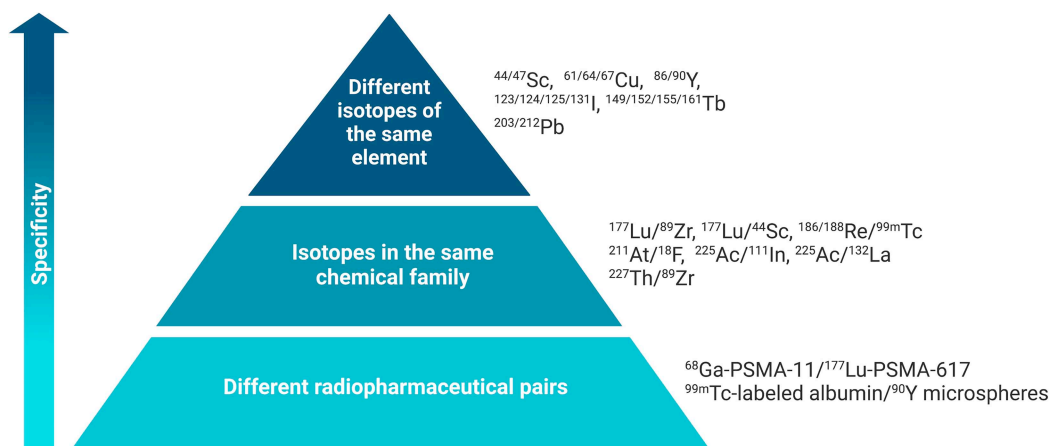 Specificity
Different
isotopes of
the same
element
⁴⁴/⁴⁷Sc, ⁶¹/⁶⁴/⁶⁷Cu, ⁸⁶/⁹⁰Y,
¹²³/¹²⁴/¹²⁵/¹³¹I, ¹⁴⁹/¹⁵²/¹⁵⁵/¹⁶¹Tb
²⁰³/²¹²Pb
Isotopes in the same
chemical family
¹⁷⁷Lu/⁸⁹Zr, ¹⁷⁷Lu/⁴⁴Sc, ¹⁸⁶/¹⁸⁸Re/⁹⁹ᵐTc
²¹¹At/¹⁸F, ²²⁵Ac/¹¹¹In, ²²⁵Ac/¹³²La
²²⁷Th/⁸⁹Zr
Different radiopharmaceutical pairs
⁶⁸Ga-PSMA-11/¹⁷⁷Lu-PSMA-617
⁹⁹ᵐTc-labeled albumin/⁹⁰Y microspheres